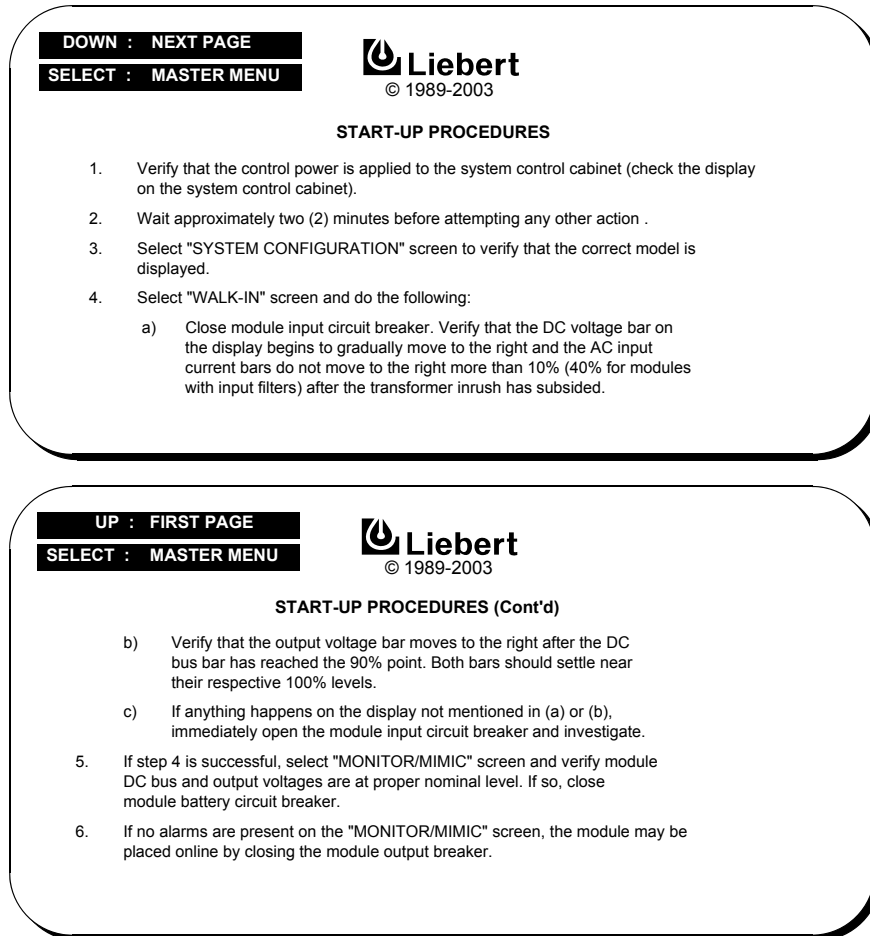 DOWN : NEXT PAGE
SELECT : MASTER MENU
Liebert
© 1989-2003
START-UP PROCEDURES
1. Verify that the control power is applied to the system control cabinet (check the display
on the system control cabinet).
2. Wait approximately two (2) minutes before attempting any other action .
3. Select "SYSTEM CONFIGURATION" screen to verify that the correct model is
displayed.
4. Select "WALK-IN" screen and do the following:
a) Close module input circuit breaker. Verify that the DC voltage bar on
the display begins to gradually move to the right and the AC input
current bars do not move to the right more than 10% (40% for modules
with input filters) after the transformer inrush has subsided.
UP : FIRST PAGE
SELECT : MASTER MENU
Liebert
© 1989-2003
START-UP PROCEDURES (Cont'd)
b) Verify that the output voltage bar moves to the right after the DC
bus bar has reached the 90% point. Both bars should settle near
their respective 100% levels.
c) If anything happens on the display not mentioned in (a) or (b),
immediately open the module input circuit breaker and investigate.
5. If step 4 is successful, select "MONITOR/MIMIC" screen and verify module
DC bus and output voltages are at proper nominal level. If so, close
module battery circuit breaker.
6. If no alarms are present on the "MONITOR/MIMIC" screen, the module may be
placed online by closing the module output breaker.